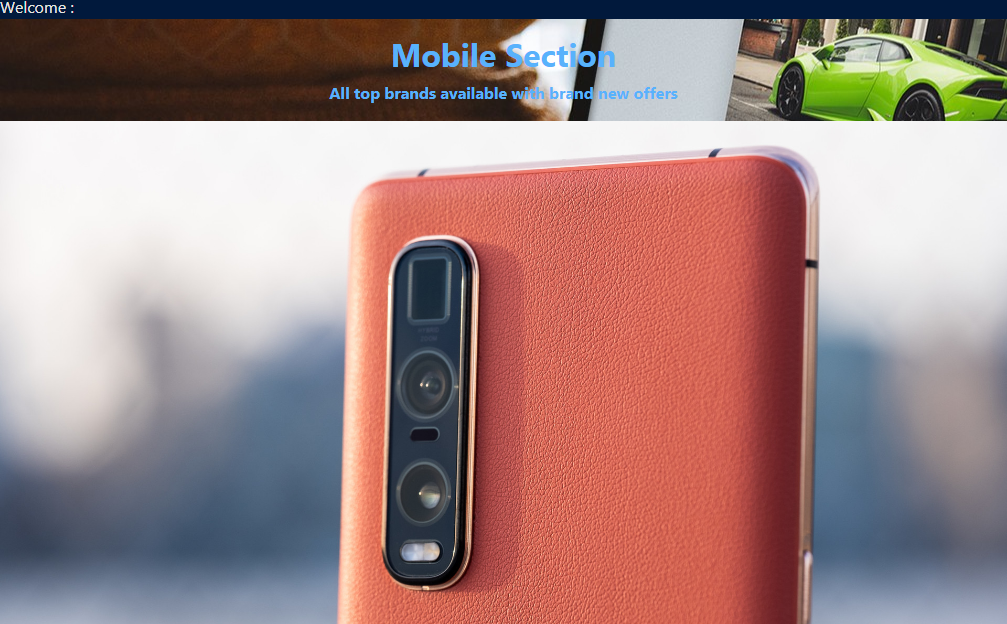 Welcome :
Mobile Section
All top brands available with brand new offers